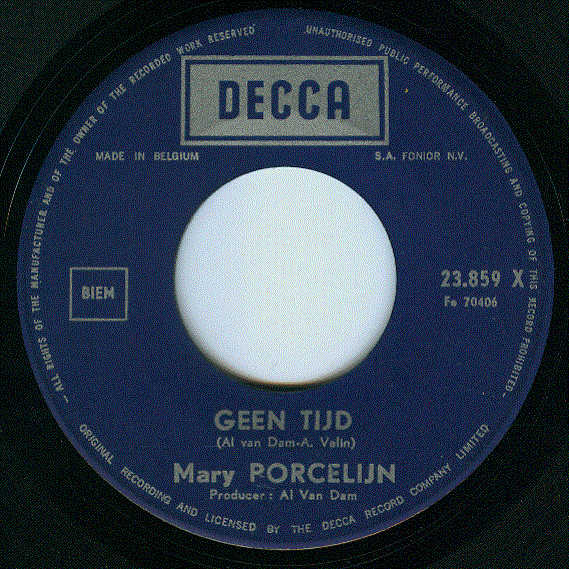 — ALL RIGHTS OF THE MANUFACTURER AND OF THE OWNER OF THE RECORDED WORK RESERVED
UNAUTHORISED PUBLIC PERFORMANCE BROADCASTING AND COPYING OF THIS RECORD PROHIBITED –
DECCA
MADE IN BELGIUM
S.A. FONIOR N.V.
BIEM
23.859 X
Fe 70406
GEEN TIJD
(Al van Dam-A. Valin)
Mary PORCELIJN
Producer : Al Van Dam
ORIGINAL RECORDING AND LICENSED BY THE DECCA RECORD COMPANY LIMITED